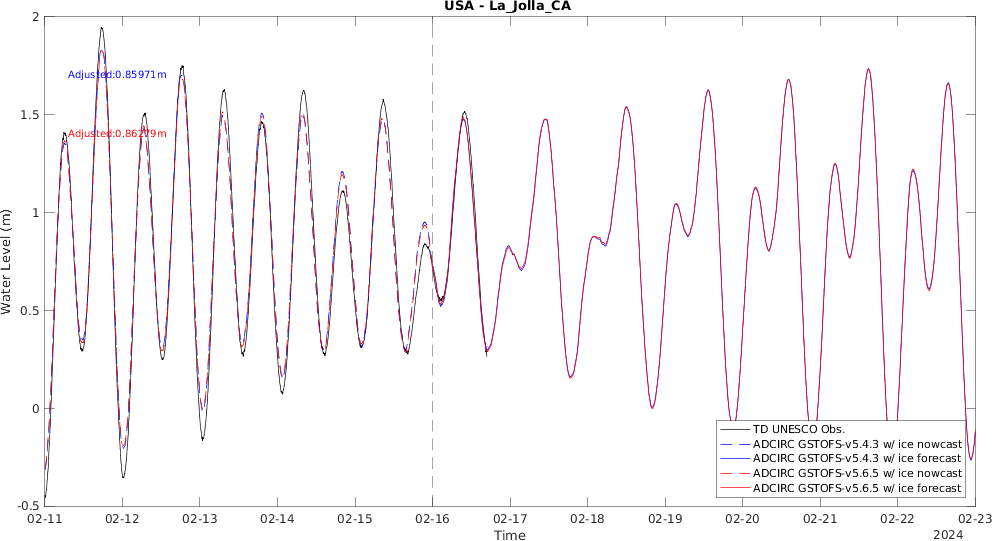 USA - La_Jolla_CA
2
1.5
1
0.5
0
-0.5
Water Level (m)
Adjusted:0.85971m
Adjusted:0.86279m
TD UNESCO Obs.
ADCIRC GSTOFS-v5.4.3 w/ ice nowcast
ADCIRC GSTOFS-v5.4.3 w/ ice forecast
ADCIRC GSTOFS-v5.6.5 w/ ice nowcast
ADCIRC GSTOFS-v5.6.5 w/ ice forecast
02-11 02-12 02-13 02-14 02-15 02-16 02-17 02-18 02-19 02-20 02-21 02-22 02-23
Time
2024